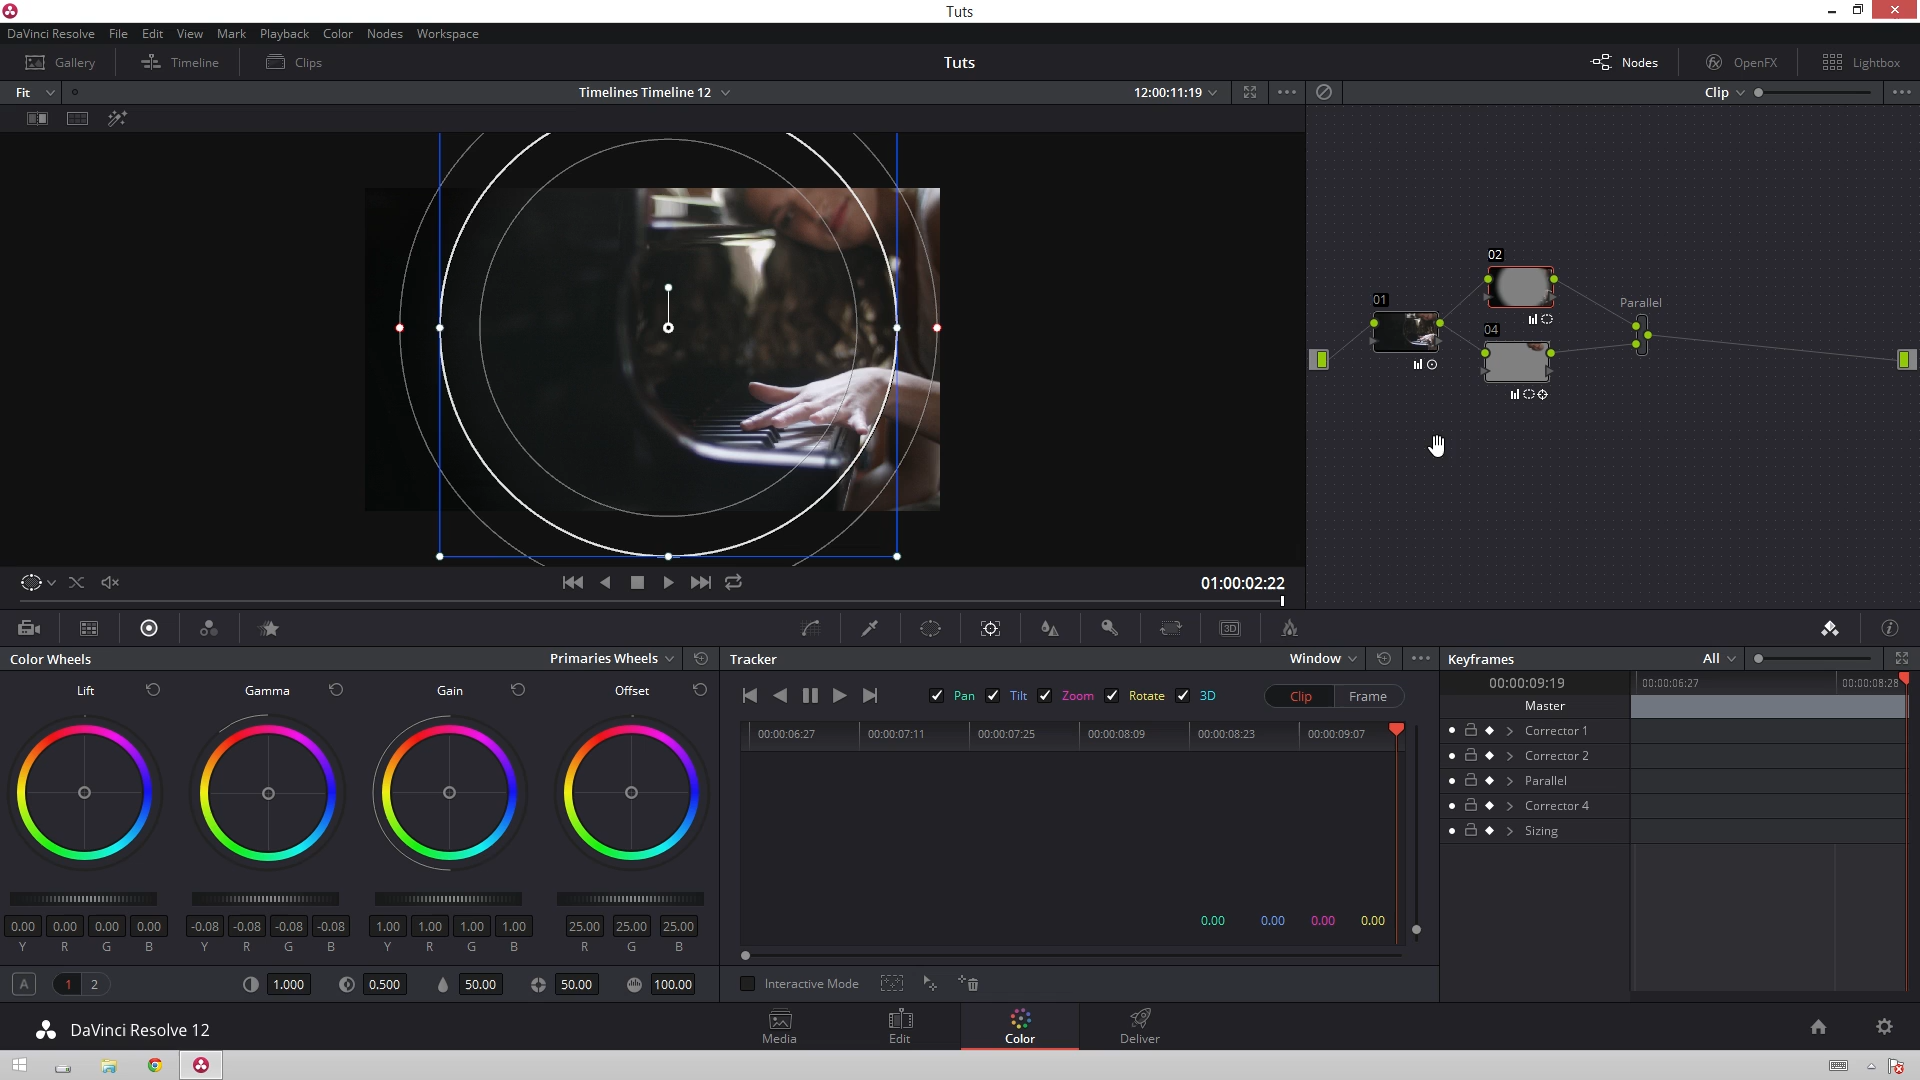 Tuts
DaVinci Resolve File Edit View Mark Playback Color Nodes Workspace
Gallery Timeline Clips Tuts Nodes OpenFX Lightbox
Fit Timelines Timeline 12 12:00:11:19 Clip
02
01
Parallel
04
01:00:02:22
3D
Color Wheels Primaries Wheels Tracker Window Keyframes All
Lift Gamma Gain Offset
Pan Tilt Zoom Rotate 3D Clip Frame
00:00:09:19 00:00:06:27 00:00:08:28
Master
00:00:06:27 00:00:07:11 00:00:07:25 00:00:08:09 00:00:08:23 00:00:09:07
Corrector 1
Corrector 2
Parallel
Corrector 4
Sizing
0.00 0.00 0.00 0.00 -0.08 -0.08 -0.08 -0.08 1.00 1.00 1.00 1.00 25.00 25.00 25.00
Y R G B Y R G B Y R G B R G B
0.00 0.00 0.00 0.00
A 1 2 1.000 0.500 50.00 50.00 100.00
Interactive Mode
DaVinci Resolve 12
Media Edit Color Deliver